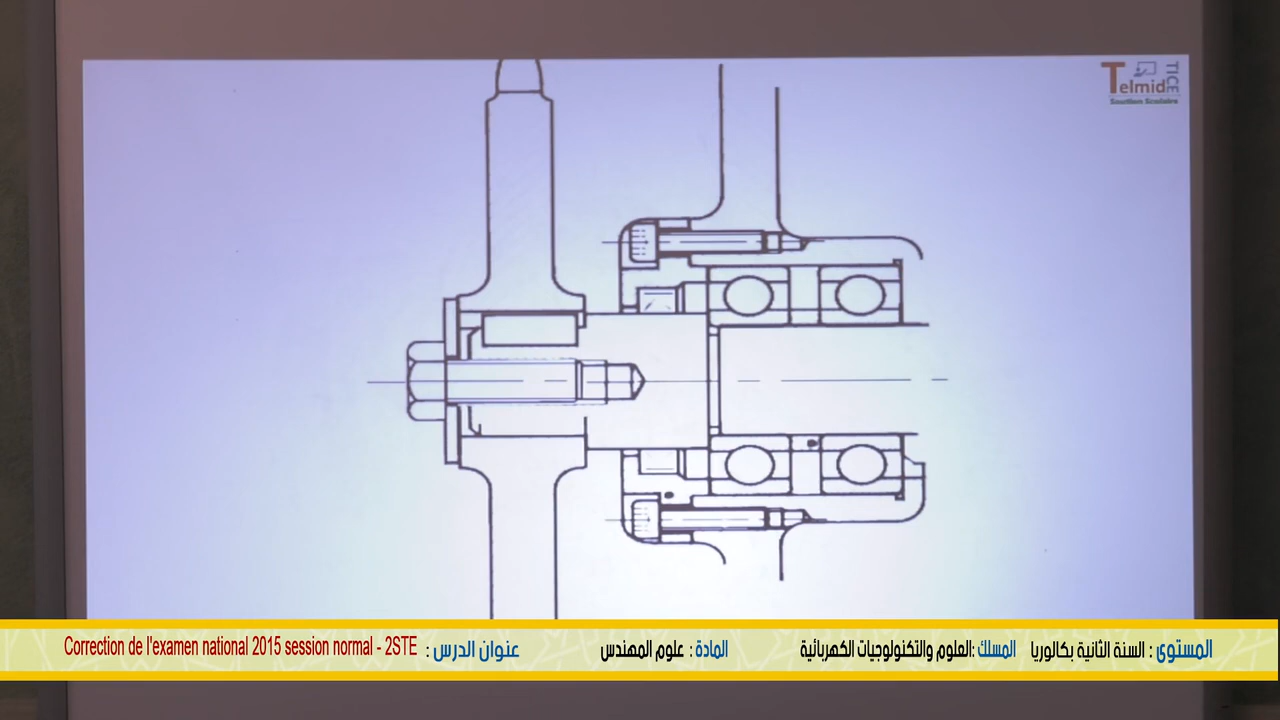 Telmid
TICE
Soutien Scolaire
المستوى : السنة الثانية بكالوريا المسلك :العلوم والتكنولوجيات الكهربائية المادة : علوم المهندس عنوان الدرس : Correction de l'examen national 2015 session normal - 2STE